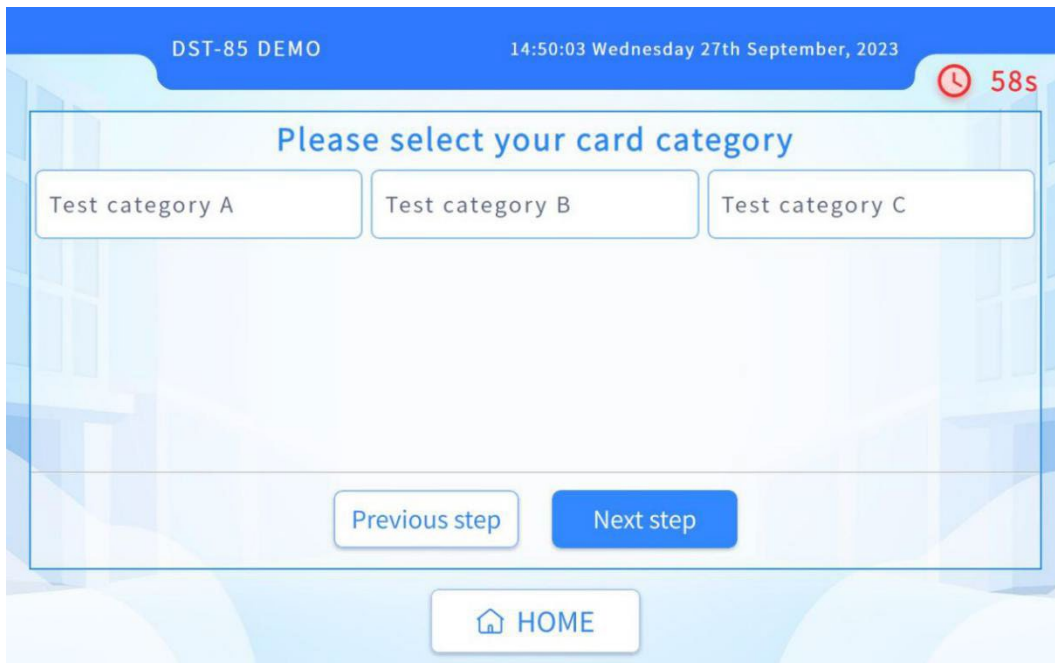 DST-85 DEMO
14:50:03 Wednesday 27th September, 2023
58s
Please select your card category
Test category A
Test category B
Test category C
Previous step
Next step
HOME